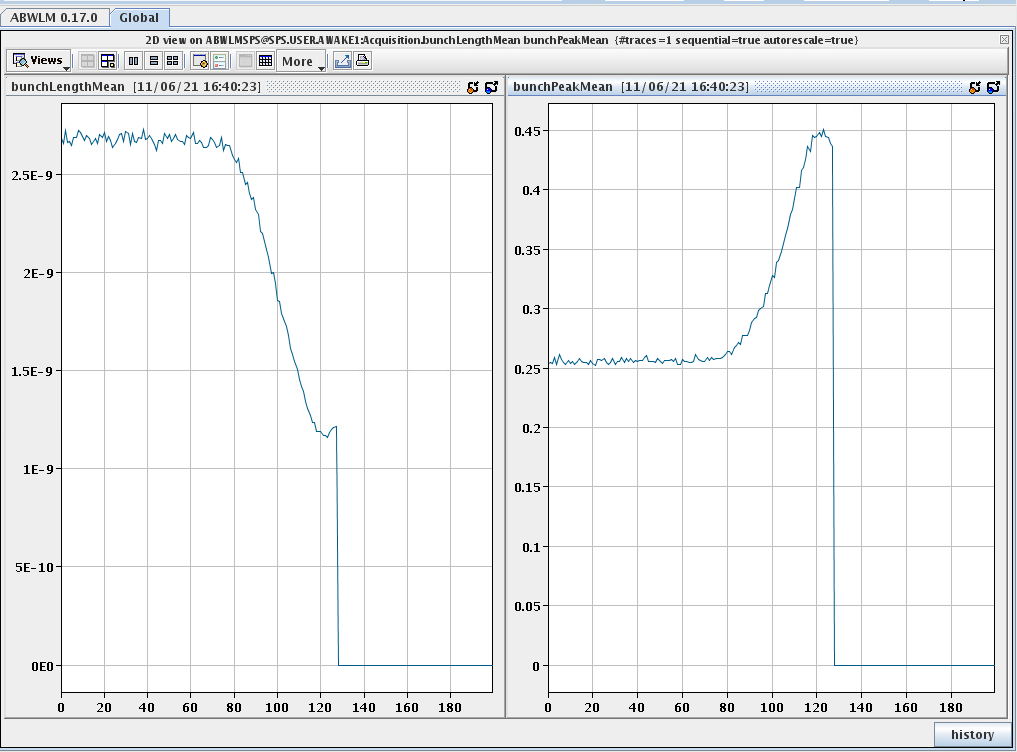 ABWLM 0.17.0 Global
2D view on ABWLMSPS@SPS.USER.AWAKE1:Acquisition.bunchLengthMean bunchPeakMean {#traces=1 sequential=true autorescale=true}
Views More
bunchLengthMean [11/06/21 16:40:23]
2.5E-9
2E-9
1.5E-9
1E-9
5E-10
0E0
0 20 40 60 80 100 120 140 160 180
bunchPeakMean [11/06/21 16:40:23]
0.45
0.4
0.35
0.3
0.25
0.2
0.15
0.1
0.05
0
0 20 40 60 80 100 120 140 160 180
history